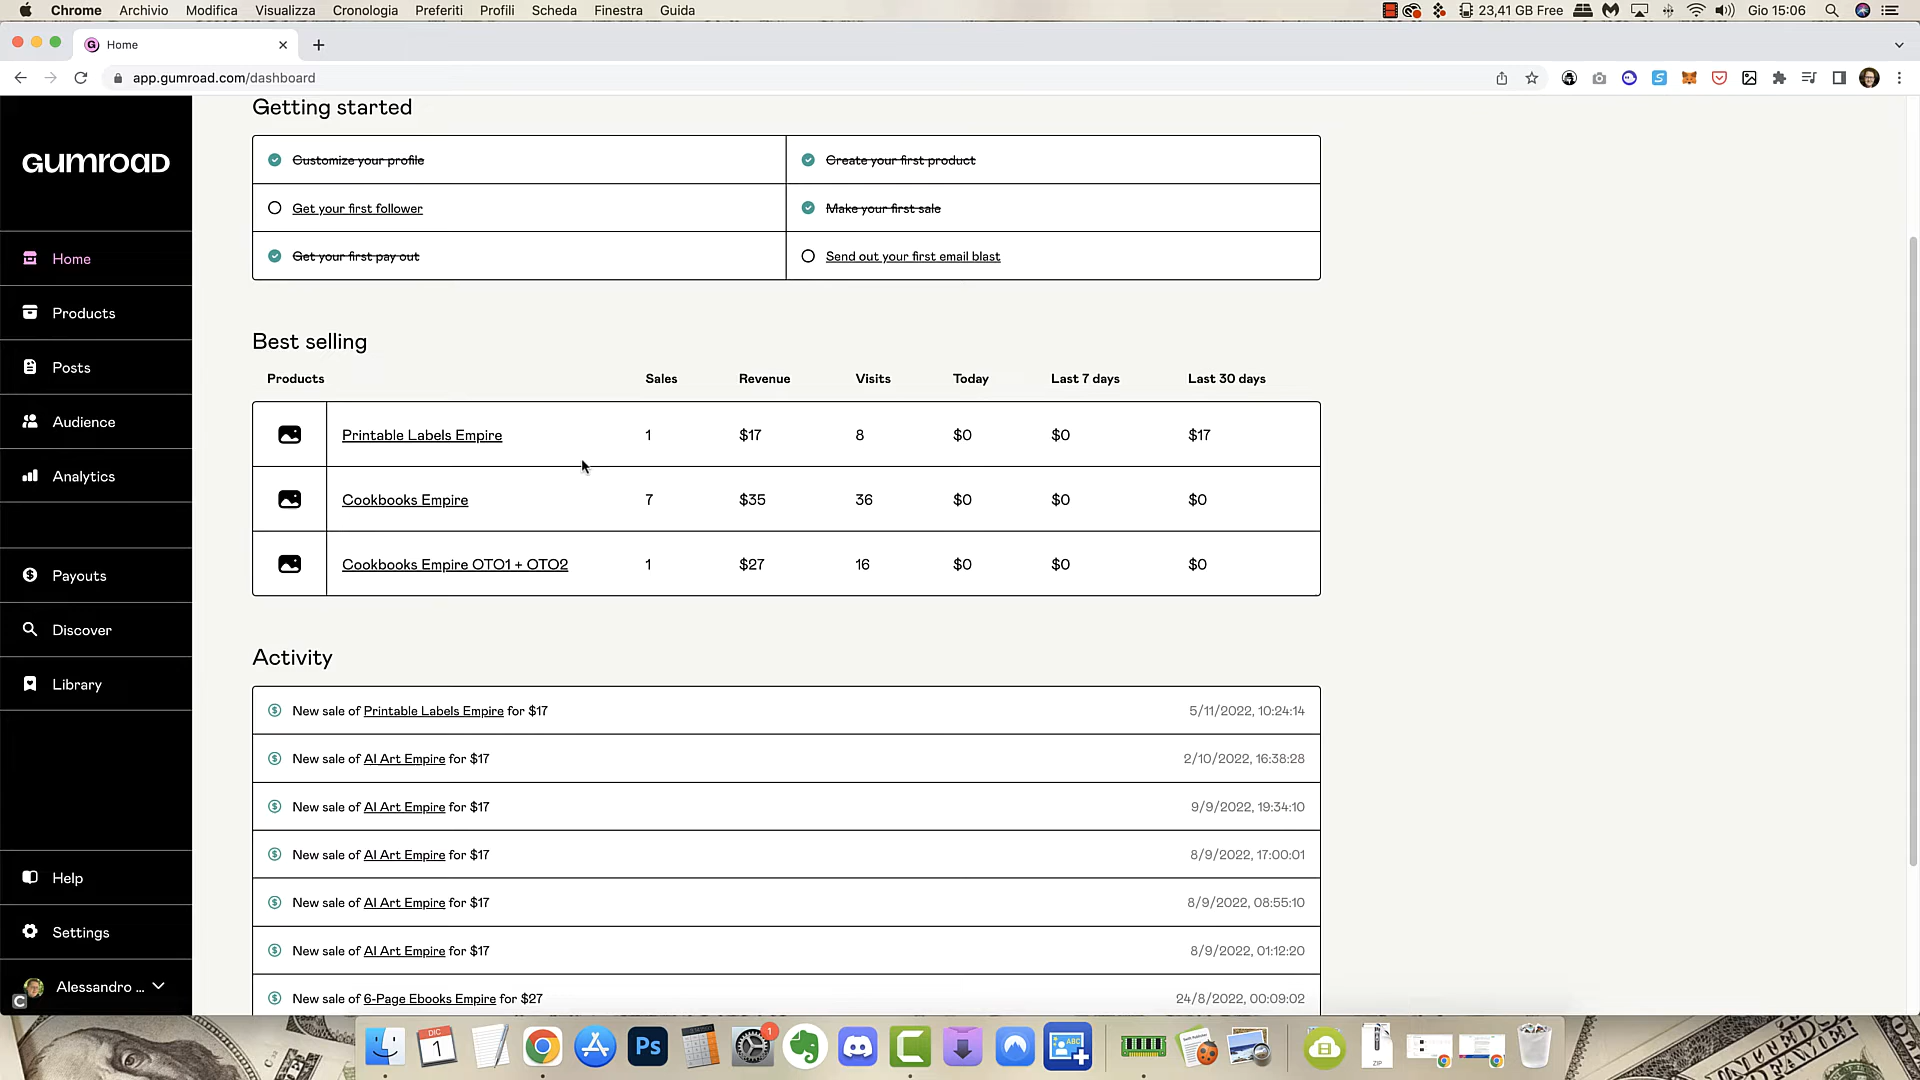 Chrome Archivio Modifica Visualizza Cronologia Preferiti Profili Scheda Finestra Guida 23,41 GB Free Gio 15:06
Home
app.gumroad.com/dashboard
GUMROAD
Home
Products
Posts
Audience
Analytics
Payouts
Discover
Library
Help
Settings
Alessandro ...
Getting started
Customize your profile Create your first product
Get your first follower Make your first sale
Get your first pay out Send out your first email blast
Best selling
Products Sales Revenue Visits Today Last 7 days Last 30 days
Printable Labels Empire 1 $17 8 $0 $0 $17
Cookbooks Empire 7 $35 36 $0 $0 $0
Cookbooks Empire OTO1 + OTO2 1 $27 16 $0 $0 $0
Activity
New sale of Printable Labels Empire for $17 5/11/2022, 10:24:14
New sale of AI Art Empire for $17 2/10/2022, 16:38:28
New sale of AI Art Empire for $17 9/9/2022, 19:34:10
New sale of AI Art Empire for $17 8/9/2022, 17:00:01
New sale of AI Art Empire for $17 8/9/2022, 08:55:10
New sale of AI Art Empire for $17 8/9/2022, 01:12:20
New sale of 6-Page Ebooks Empire for $27 24/8/2022, 00:09:02
DIC
1
Ps
1
ABC
ZIP